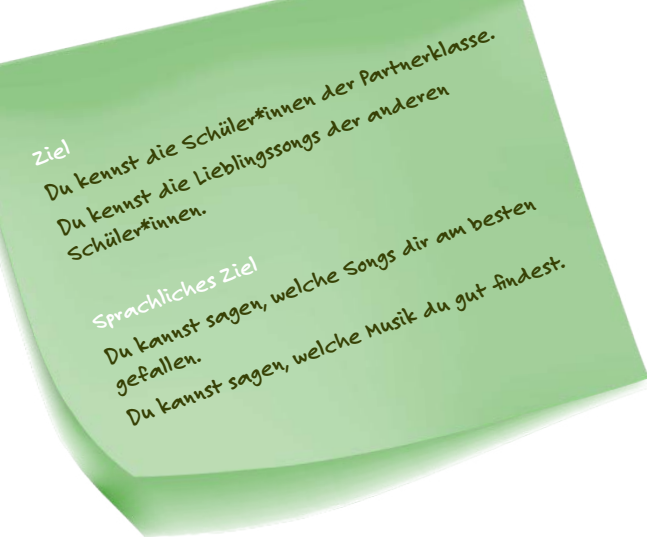 Ziel
Du kennst die Schüler*innen der Partnerklasse.
Du kennst die Lieblingssongs der anderen
Schüler*innen.
Sprachliches Ziel
Du kannst sagen, welche Songs dir am besten
gefallen.
Du kannst sagen, welche Musik du gut findest.